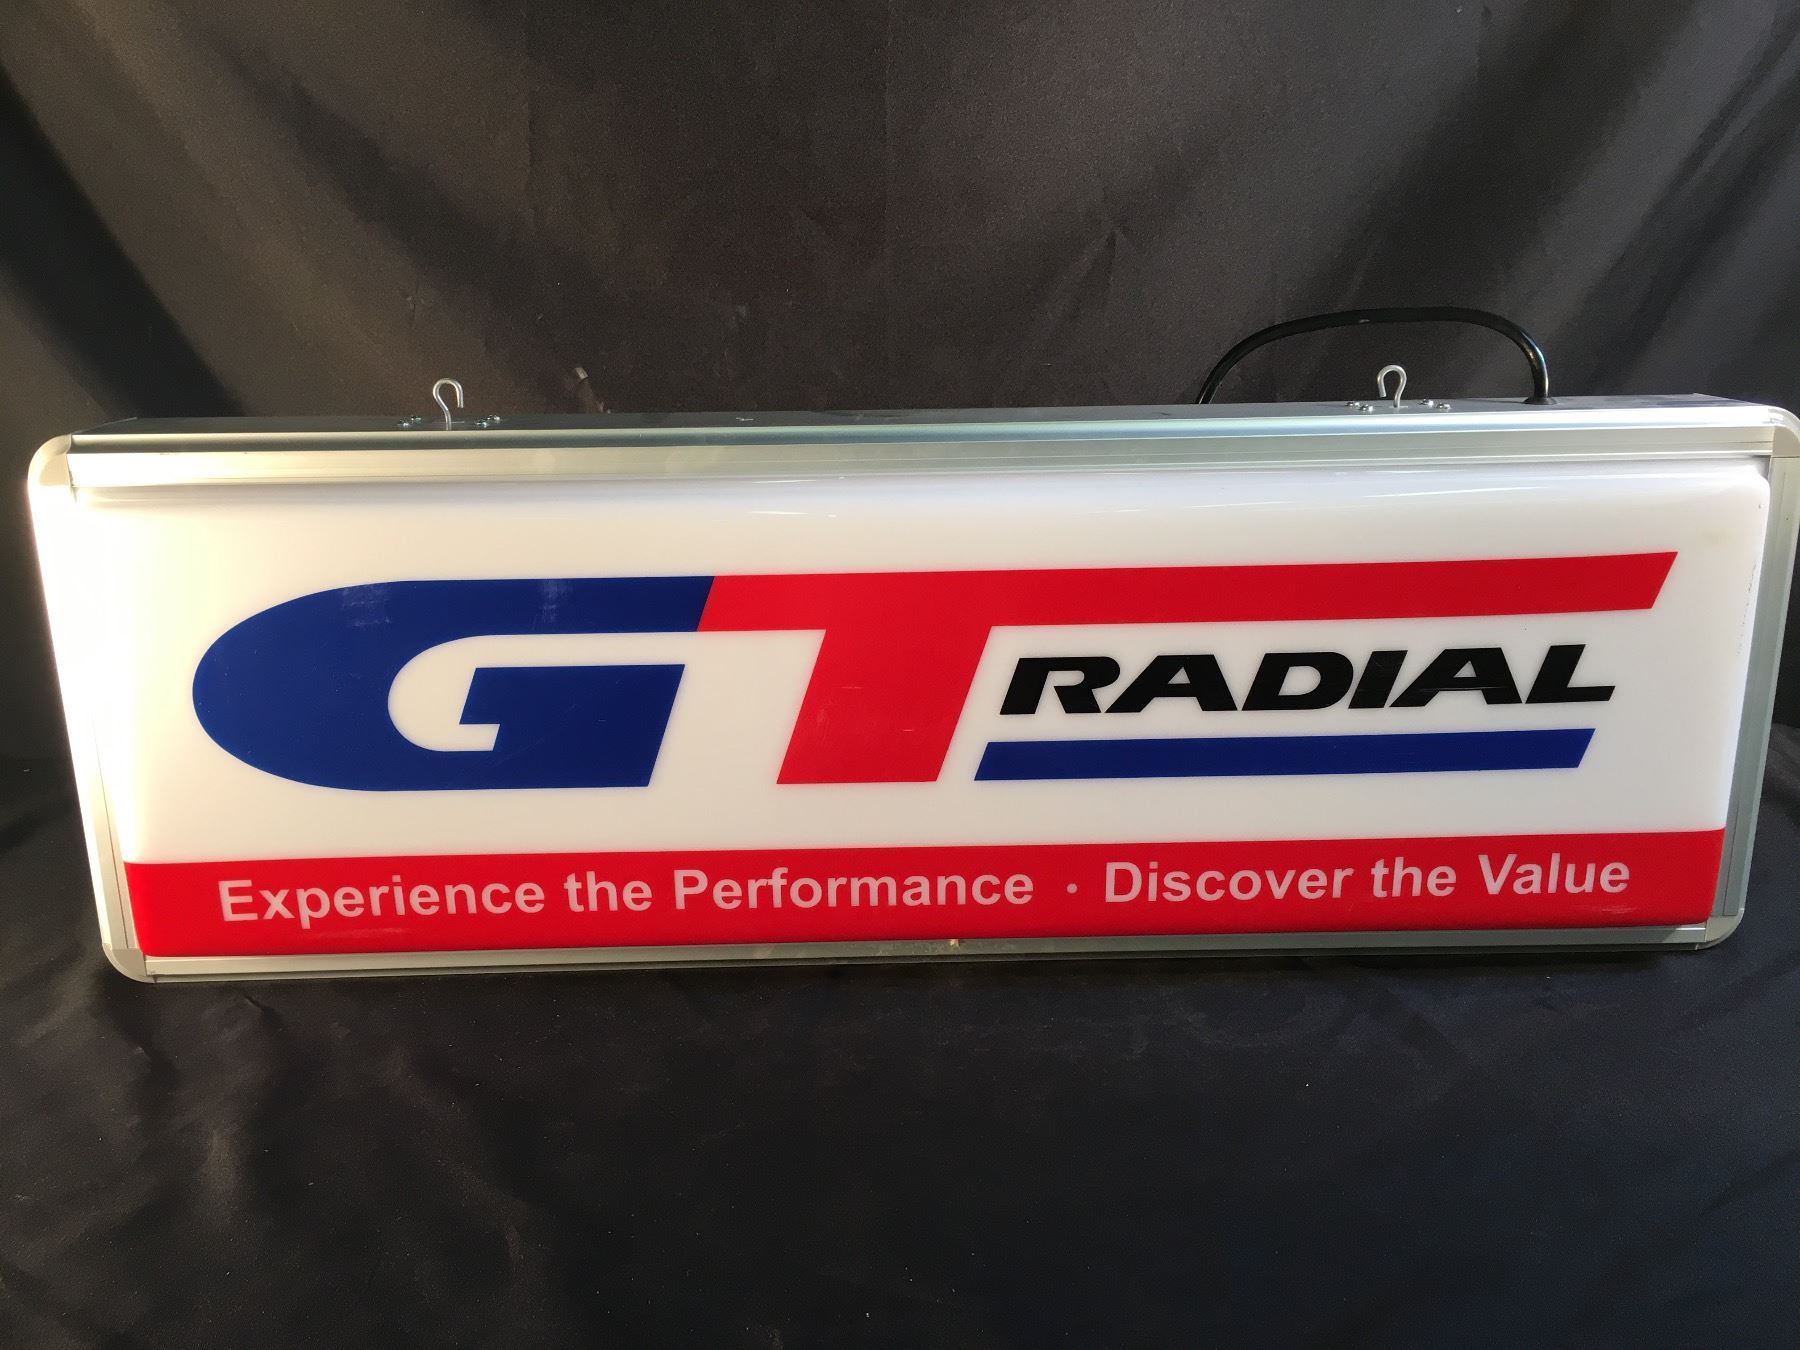 GT RADIAL
Experience the Performance · Discover the Value